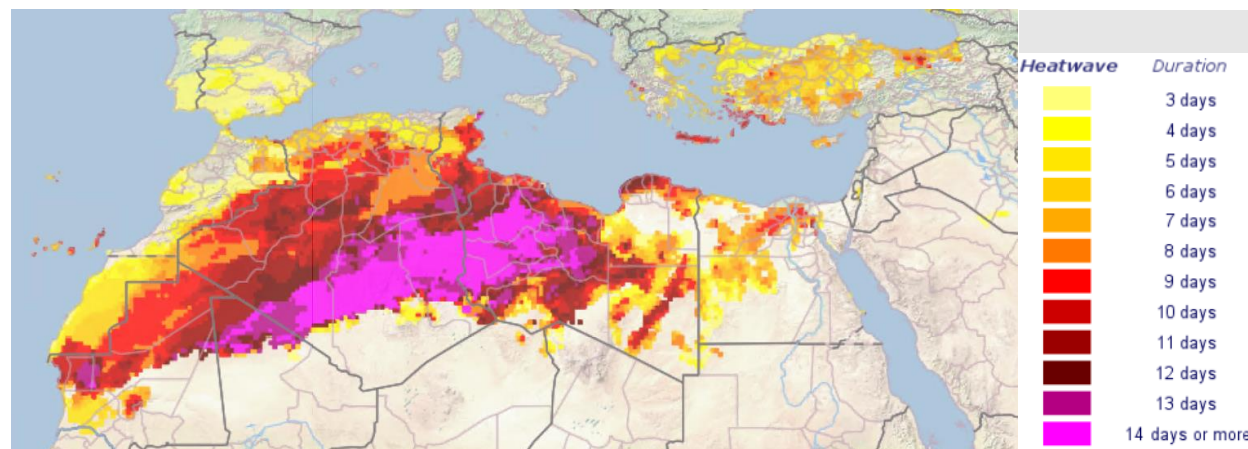 Heatwave Duration
3 days
4 days
5 days
6 days
7 days
8 days
9 days
10 days
11 days
12 days
13 days
14 days or more